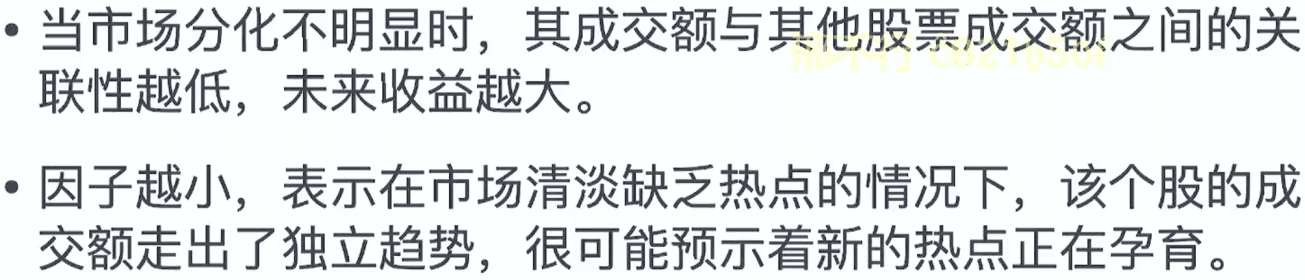 • 当市场分化不明显时，其成交额与其他股票成交额之间的关
联性越低，未来收益越大。
• 因子越小，表示在市场清淡缺乏热点的情况下，该个股的成
交额走出了独立趋势，很可能预示着新的热点正在孕育。